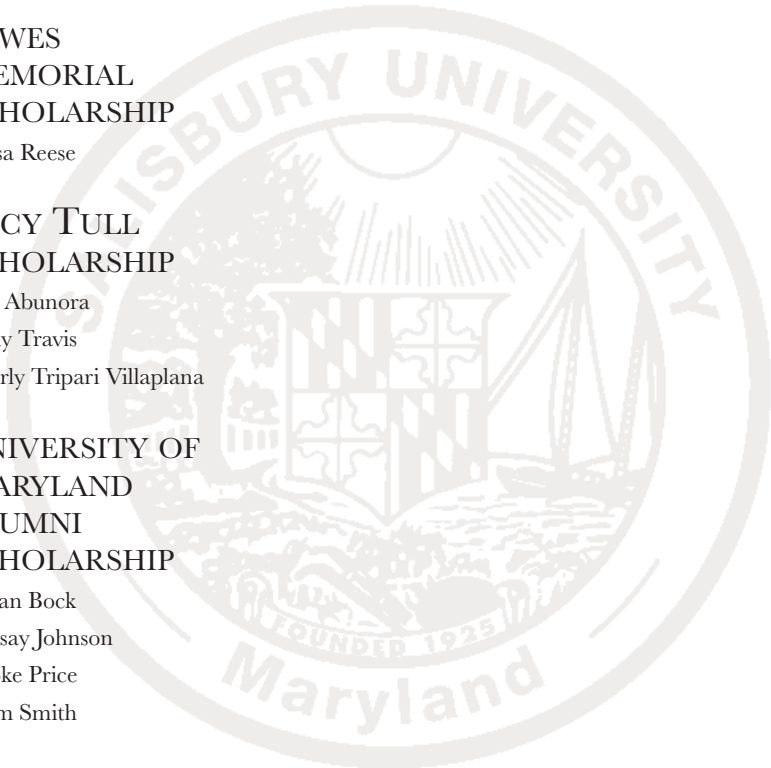 WES
EMORIAL
HOLARSHIP
sa Reese
CY TULL
HOLARSHIP
Abunora
y Travis
rly Tripari Villaplana
NIVERSITY OF
ARYLAND
UMNI
HOLARSHIP
an Bock
say Johnson
ke Price
m Smith
SALISBURY UNIVERSITY
FOUNDED 1925
Maryland